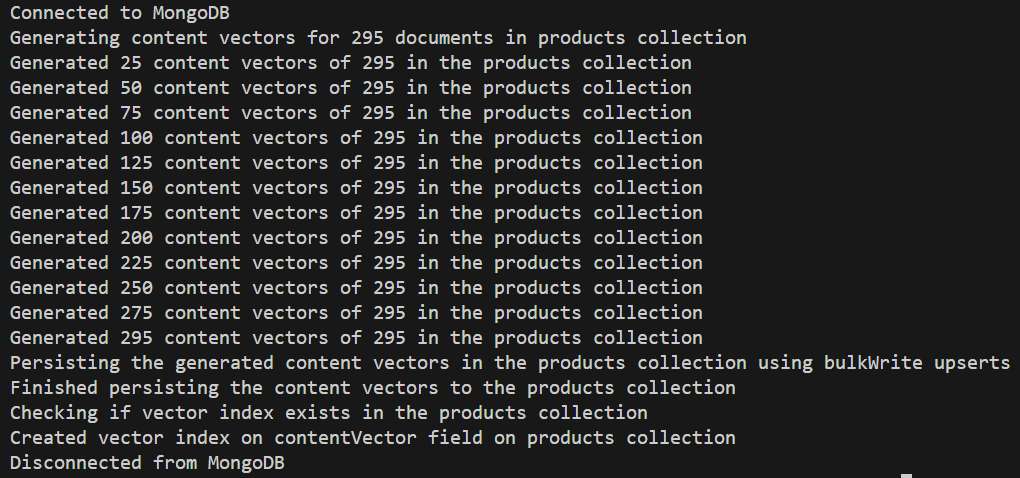 Connected to MongoDB
Generating content vectors for 295 documents in products collection
Generated 25 content vectors of 295 in the products collection
Generated 50 content vectors of 295 in the products collection
Generated 75 content vectors of 295 in the products collection
Generated 100 content vectors of 295 in the products collection
Generated 125 content vectors of 295 in the products collection
Generated 150 content vectors of 295 in the products collection
Generated 175 content vectors of 295 in the products collection
Generated 200 content vectors of 295 in the products collection
Generated 225 content vectors of 295 in the products collection
Generated 250 content vectors of 295 in the products collection
Generated 275 content vectors of 295 in the products collection
Generated 295 content vectors of 295 in the products collection
Persisting the generated content vectors in the products collection using bulkWrite upserts
Finished persisting the content vectors to the products collection
Checking if vector index exists in the products collection
Created vector index on contentVector field on products collection
Disconnected from MongoDB